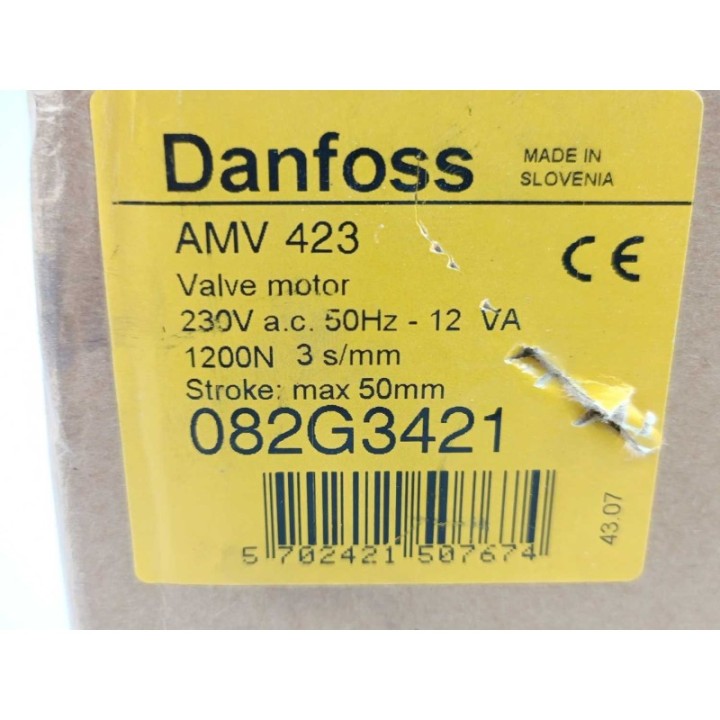 Danfoss
MADE IN
SLOVENIA
AMV 423
CE
Valve motor
230V a.c. 50Hz - 12 VA
1200N 3 s/mm
Stroke: max 50mm
082G3421
5 702421 507674
43.07